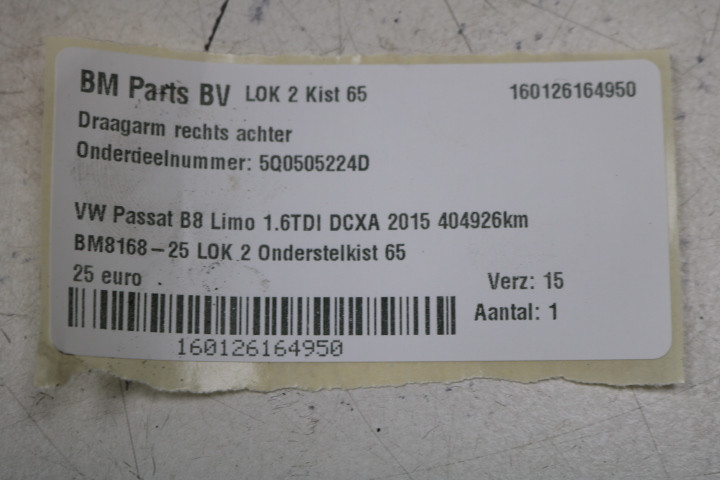 BM Parts BV LOK 2 Kist 65 160126164950
Draagarm rechts achter
Onderdeelnummer: 5Q0505224D
VW Passat B8 Limo 1.6TDI DCXA 2015 404926km
BM8168-25 LOK 2 Onderstelkist 65
25 euro Verz: 15
Aantal: 1
160126164950